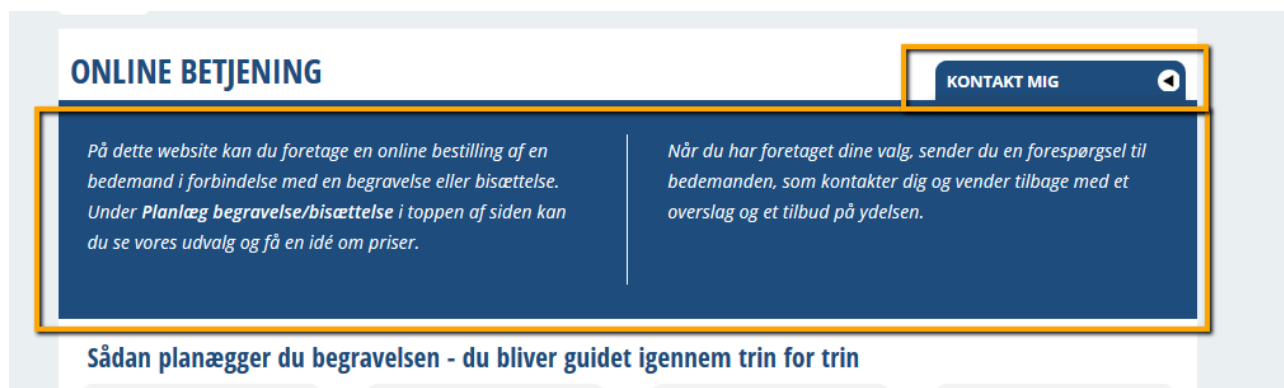 ONLINE BETJENING
KONTAKT MIG
På dette website kan du foretage en online bestilling af en
bedemand i forbindelse med en begravelse eller bisættelse.
Under Planlæg begravelse/bisættelse i toppen af siden kan
du se vores udvalg og få en idé om priser.
Når du har foretaget dine valg, sender du en forespørgsel til
bedemanden, som kontakter dig og vender tilbage med et
overslag og et tilbud på ydelsen.
Sådan planægger du begravelsen - du bliver guidet igennem trin for trin